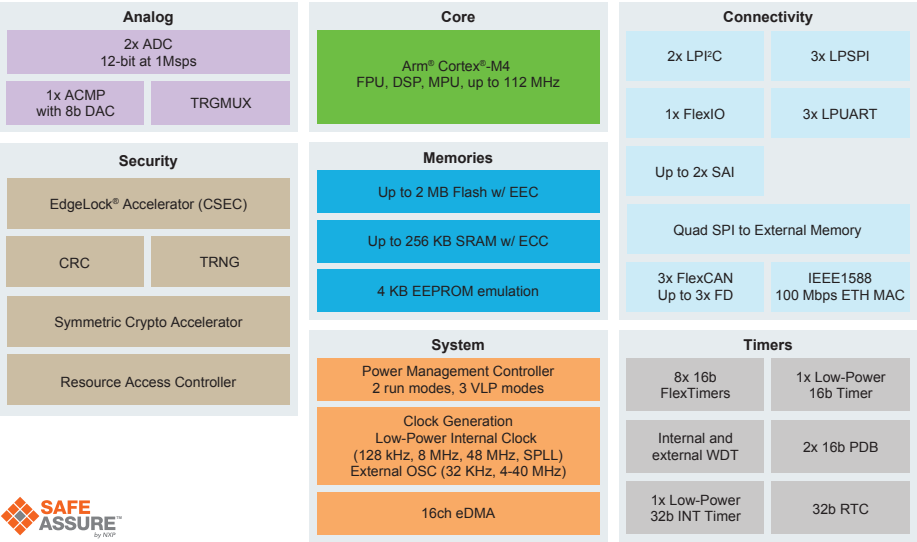 Analog
2x ADC
12-bit at 1Msps
1x ACMP
with 8b DAC
TRGMUX
Security
EdgeLock® Accelerator (CSEC)
CRC
TRNG
Symmetric Crypto Accelerator
Resource Access Controller
SAFE
ASSURE™
by NXP
Core
Arm® Cortex®-M4
FPU, DSP, MPU, up to 112 MHz
Memories
Up to 2 MB Flash w/ EEC
Up to 256 KB SRAM w/ ECC
4 KB EEPROM emulation
System
Power Management Controller
2 run modes, 3 VLP modes
Clock Generation
Low-Power Internal Clock
(128 kHz, 8 MHz, 48 MHz, SPLL)
External OSC (32 KHz, 4-40 MHz)
16ch eDMA
Connectivity
2x LPI²C
3x LPSPI
1x FlexIO
3x LPUART
Up to 2x SAI
Quad SPI to External Memory
3x FlexCAN
Up to 3x FD
IEEE1588
100 Mbps ETH MAC
Timers
8x 16b
FlexTimers
1x Low-Power
16b Timer
Internal and
external WDT
2x 16b PDB
1x Low-Power
32b INT Timer
32b RTC